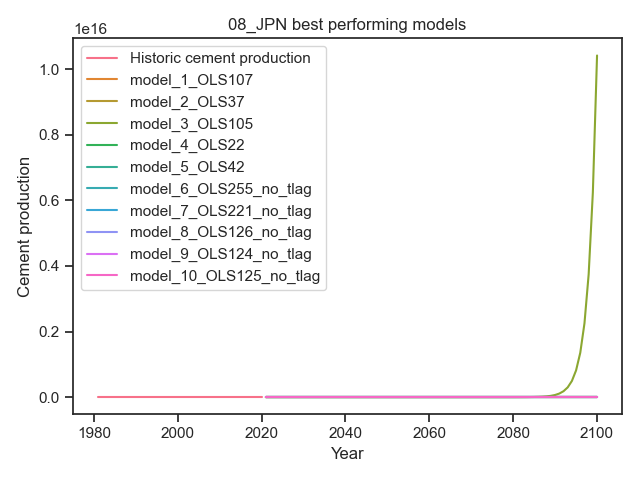 08_JPN best performing models
1e16
Historic cement production
model_1_OLS107
model_2_OLS37
model_3_OLS105
model_4_OLS22
model_5_OLS42
model_6_OLS255_no_tlag
model_7_OLS221_no_tlag
model_8_OLS126_no_tlag
model_9_OLS124_no_tlag
model_10_OLS125_no_tlag
Cement production
1.0
0.8
0.6
0.4
0.2
0.0
1980 2000 2020 2040 2060 2080 2100
Year